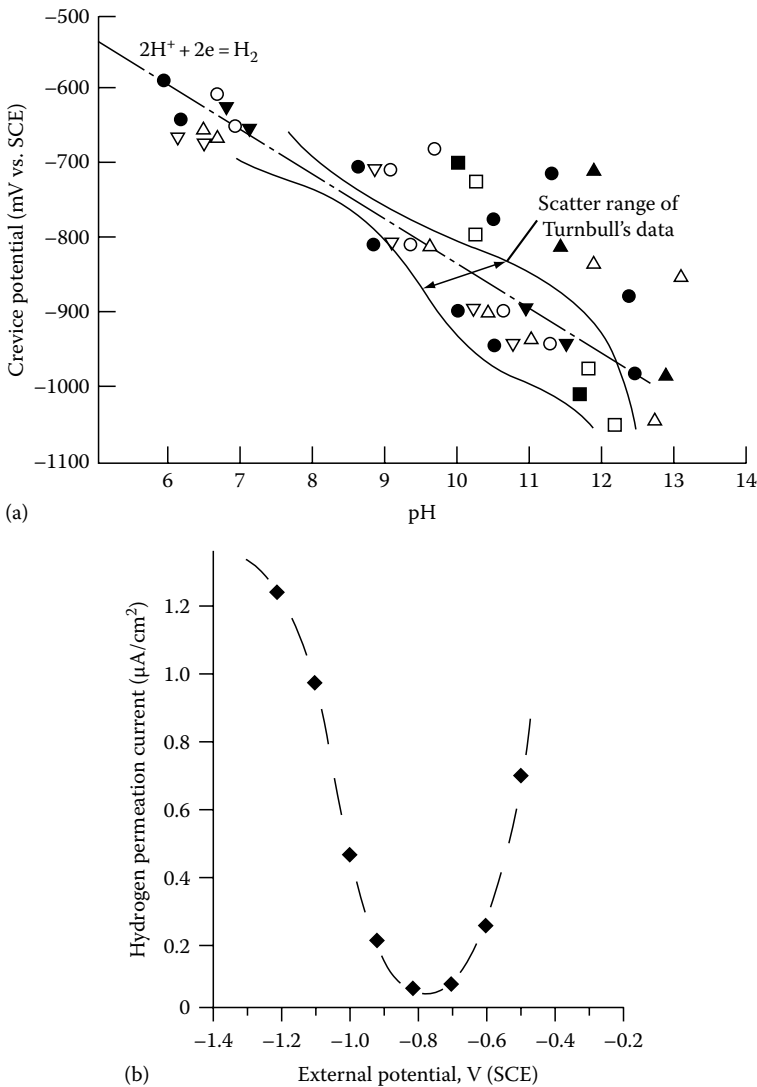 −500
−600
−700
−800
−900
−1000
−1100
Crevice potential (mV vs. SCE)
2H⁺ + 2e = H₂
Scatter range of
Turnbull's data
6 7 8 9 10 11 12 13 14
pH
(a)
1.2
1.0
0.8
0.6
0.4
0.2
0
Hydrogen permeation current (μA/cm²)
−1.4 −1.2 −1.0 −0.8 −0.6 −0.4 −0.2
External potential, V (SCE)
(b)